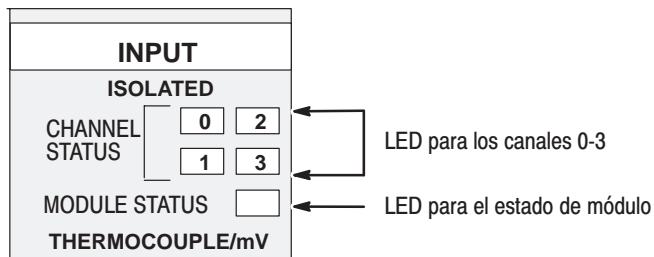 INPUT
ISOLATED
CHANNEL STATUS
0 2
1 3
LED para los canales 0-3
MODULE STATUS
LED para el estado de módulo
THERMOCOUPLE/mV